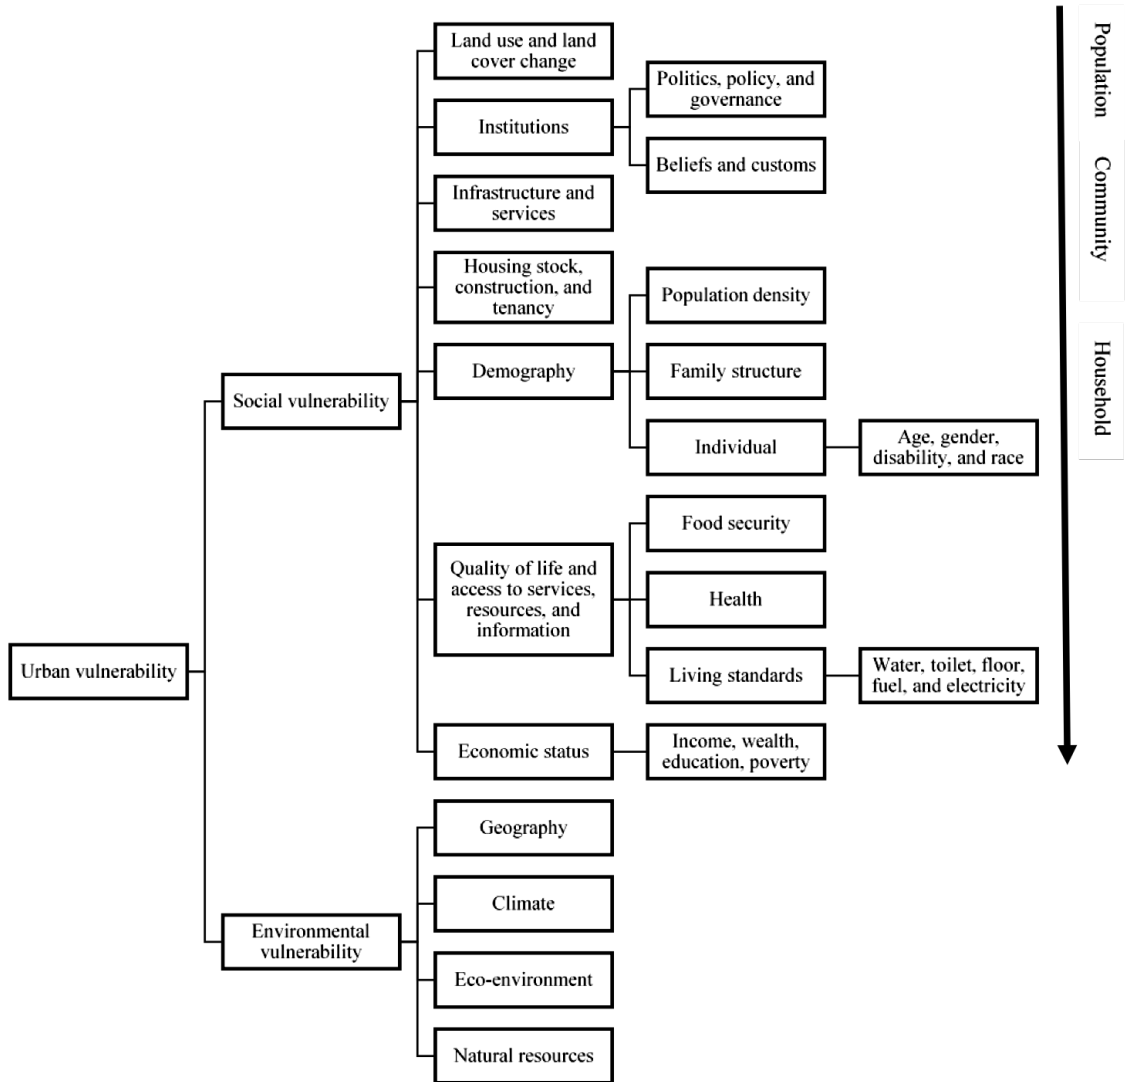 Land use and land
cover change
Politics, policy, and
governance
Institutions
Beliefs and customs
Infrastructure and
services
Housing stock,
construction, and
tenancy
Population density
Demography
Family structure
Social vulnerability
Individual
Age, gender,
disability, and race
Food security
Quality of life and
access to services,
resources, and
information
Health
Urban vulnerability
Living standards
Water, toilet, floor,
fuel, and electricity
Economic status
Income, wealth,
education, poverty
Geography
Climate
Environmental
vulnerability
Eco-environment
Natural resources
Population
Community
Household